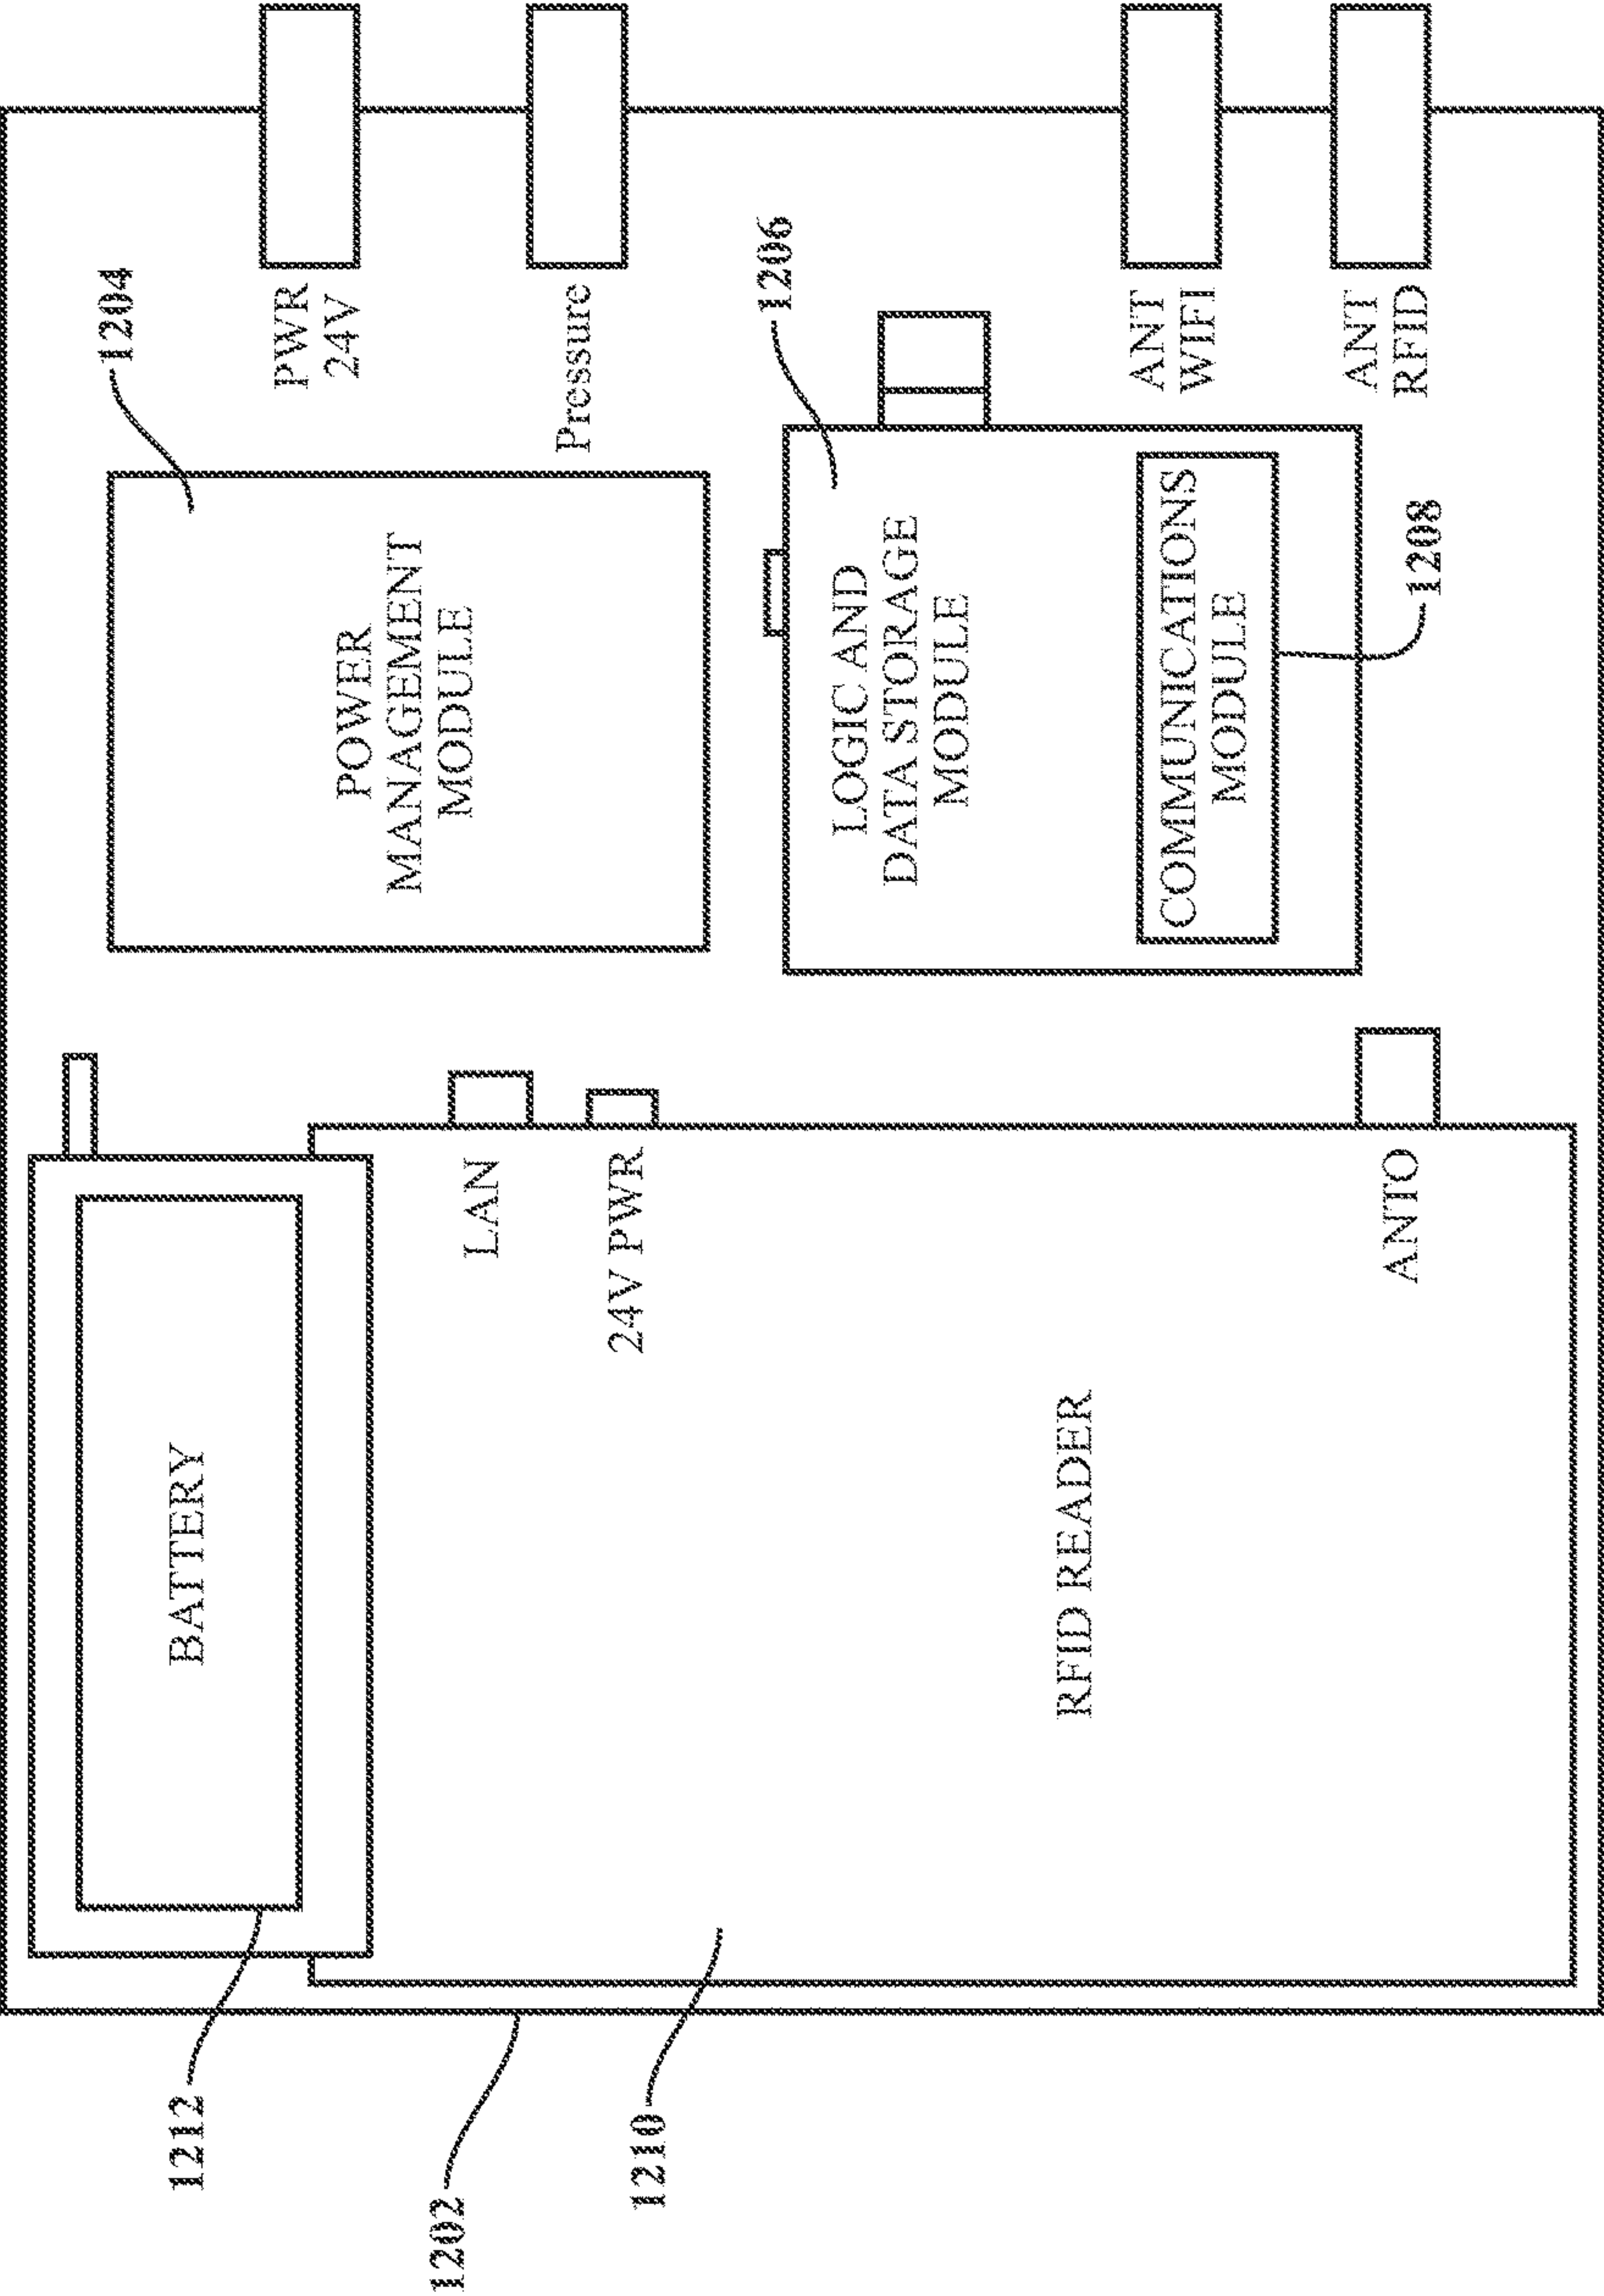 1204
1212
BATTERY
PWR
24V
POWER
MANAGEMENT
MODULE
1202
LAN
Pressure
24V PWR
1210
1206
LOGIC AND
DATA STORAGE
MODULE
RFID READER
COMMUNICATIONS
MODULE
ANT
WIFI
ANTO
1208
ANT
RFID